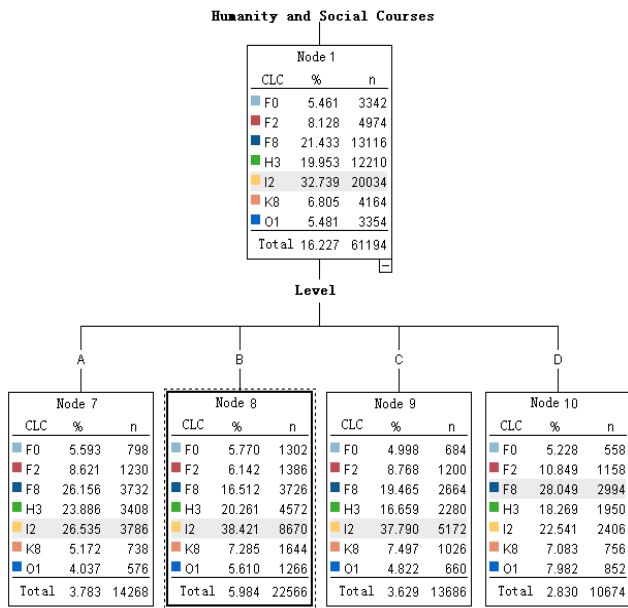 Humanity and Social Courses
Node 1
CLC % n
F0 5.461 3342
F2 8.128 4974
F8 21.433 13116
H3 19.953 12210
I2 32.739 20034
K8 6.805 4164
O1 5.481 3354
Total 16.227 61194
Level
A B C D
Node 7
CLC % n
F0 5.593 798
F2 8.621 1230
F8 26.156 3732
H3 23.886 3408
I2 26.535 3786
K8 5.172 738
O1 4.037 576
Total 3.783 14268
Node 8
CLC % n
F0 5.770 1302
F2 6.142 1386
F8 16.512 3726
H3 20.261 4572
I2 38.421 8670
K8 7.285 1644
O1 5.610 1266
Total 5.984 22566
Node 9
CLC % n
F0 4.998 684
F2 8.768 1200
F8 19.465 2664
H3 16.659 2280
I2 37.790 5172
K8 7.497 1026
O1 4.822 660
Total 3.629 13686
Node 10
CLC % n
F0 5.228 558
F2 10.849 1158
F8 28.049 2994
H3 18.269 1950
I2 22.541 2406
K8 7.083 756
O1 7.982 852
Total 2.830 10674